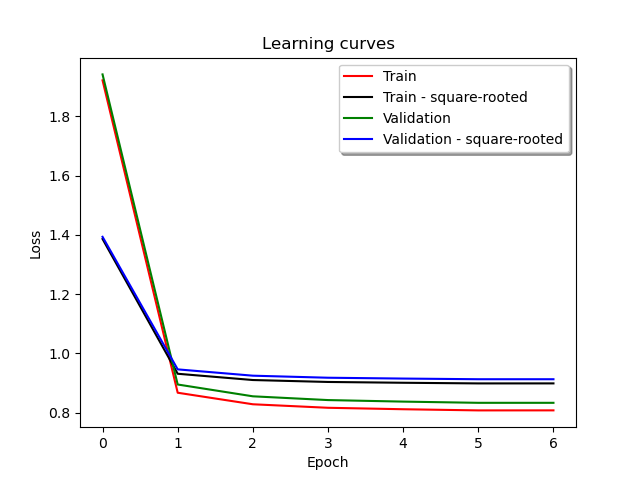 Learning curves
Train
Train - square-rooted
Validation
Validation - square-rooted
1.8
1.6
1.4
1.2
1.0
0.8
Loss
0 1 2 3 4 5 6
Epoch